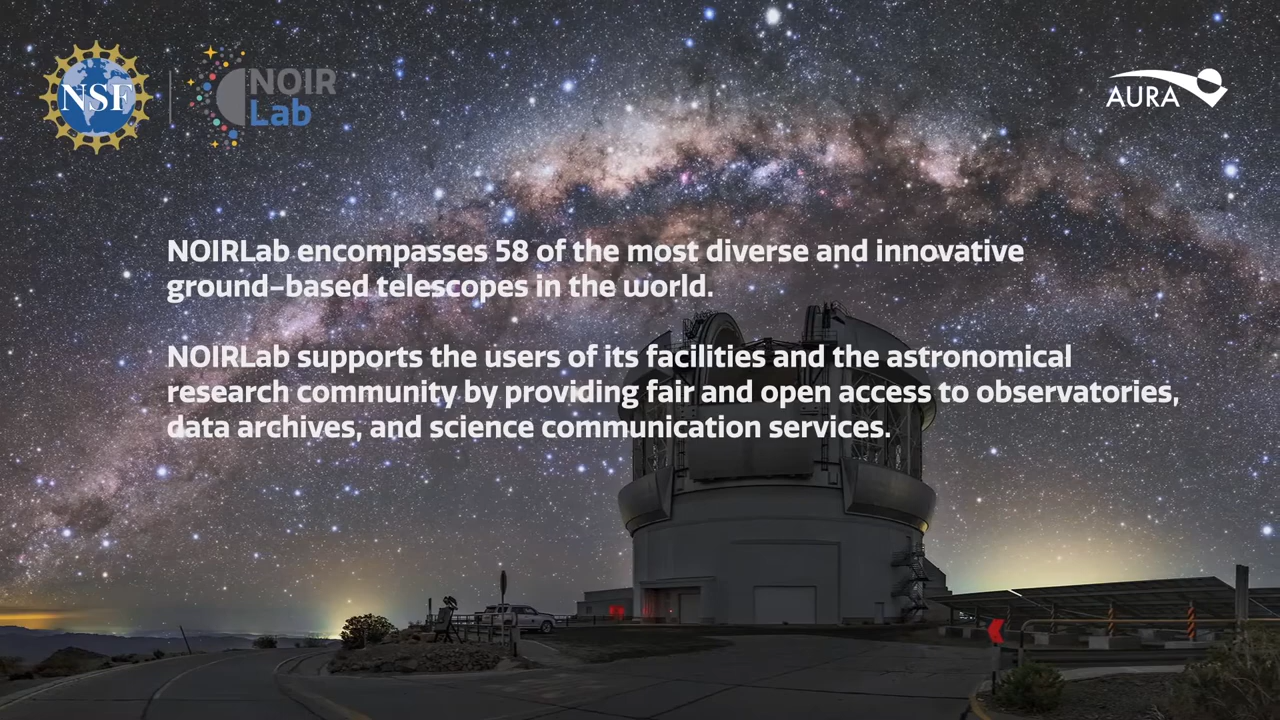 NSF
NOIR
Lab
AURA
NOIRLab encompasses 58 of the most diverse and innovative
ground-based telescopes in the world.
NOIRLab supports the users of its facilities and the astronomical
research community by providing fair and open access to observatories,
data archives, and science communication services.